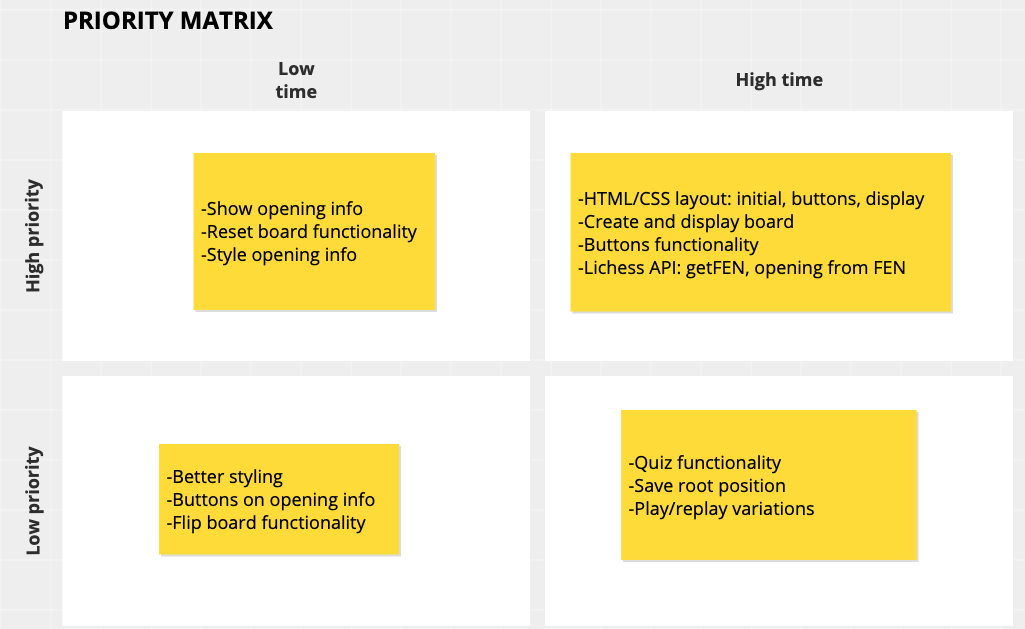 PRIORITY MATRIX
Low
time
High time
High priority
-Show opening info
-Reset board functionality
-Style opening info
-HTML/CSS layout: initial, buttons, display
-Create and display board
-Buttons functionality
-Lichess API: getFEN, opening from FEN
Low priority
-Better styling
-Buttons on opening info
-Flip board functionality
-Quiz functionality
-Save root position
-Play/replay variations